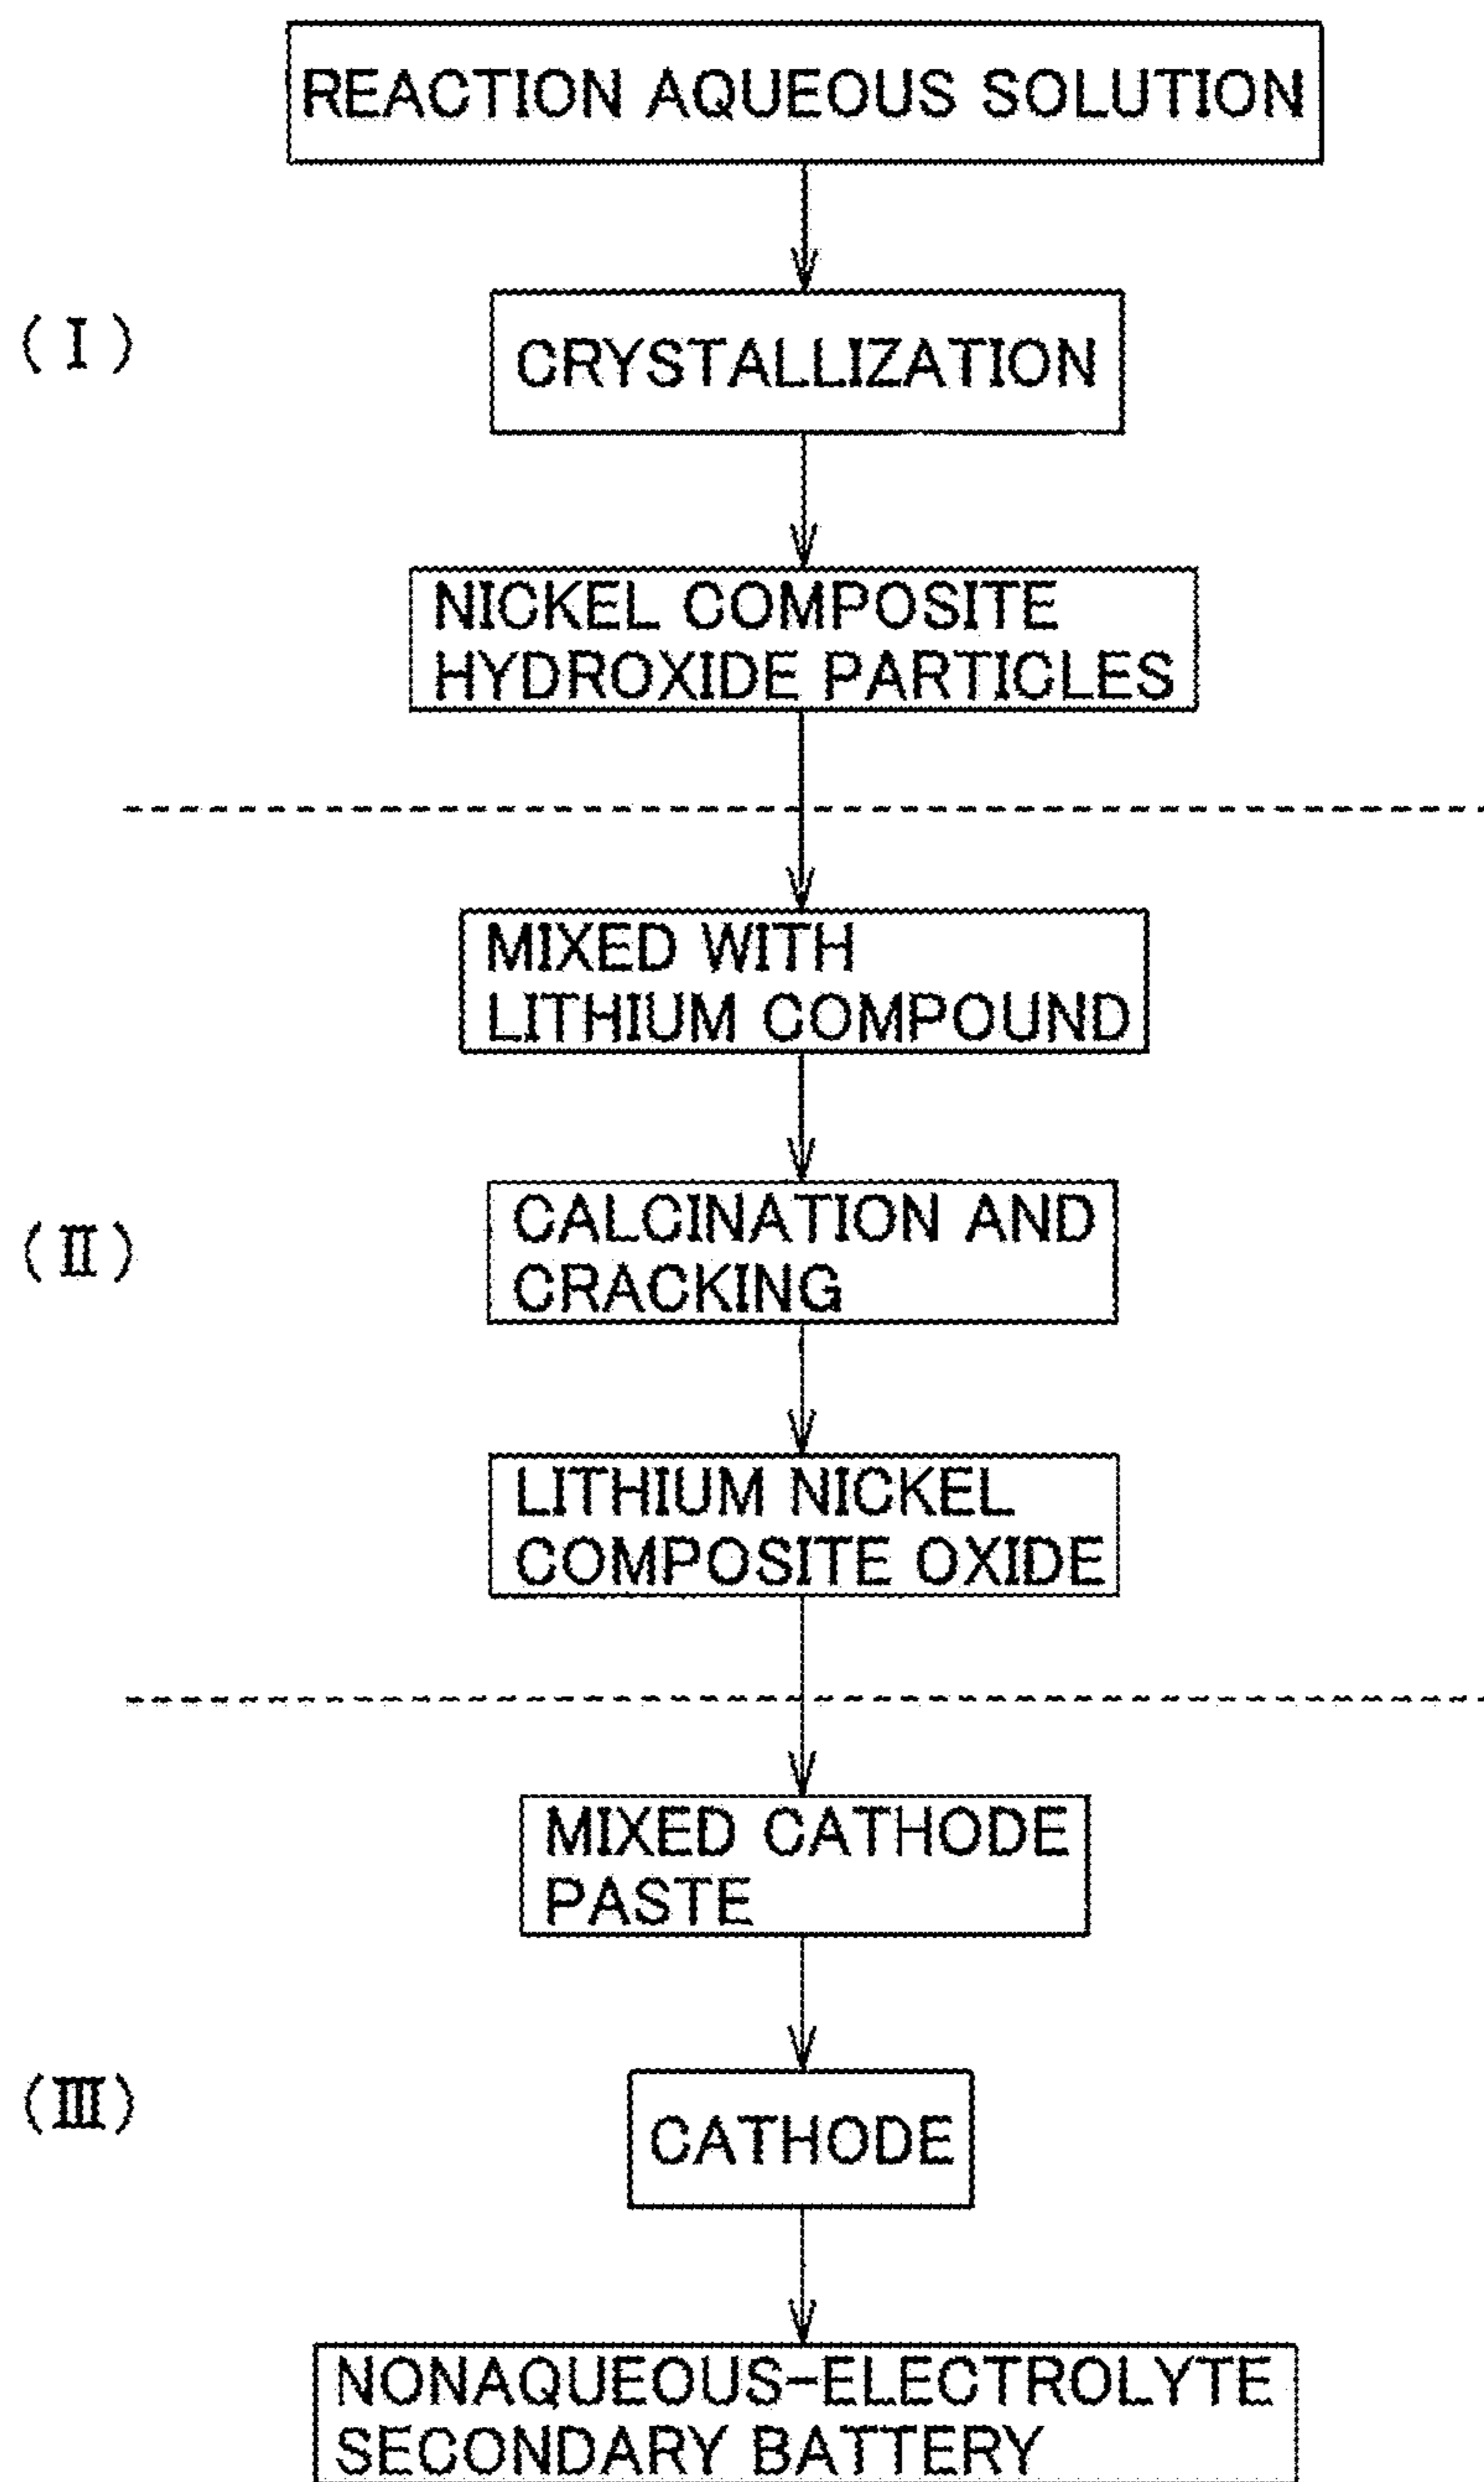 REACTION AQUEOUS SOLUTION
(Ⅰ)
CRYSTALLIZATION
NICKEL COMPOSITE
HYDROXIDE PARTICLES
MIXED WITH
LITHIUM COMPOUND
(Ⅱ)
CALCINATION AND
CRACKING
LITHIUM NICKEL
COMPOSITE OXIDE
MIXED CATHODE
PASTE
(Ⅲ)
CATHODE
NONAQUEOUS-ELECTROLYTE
SECONDARY BATTERY